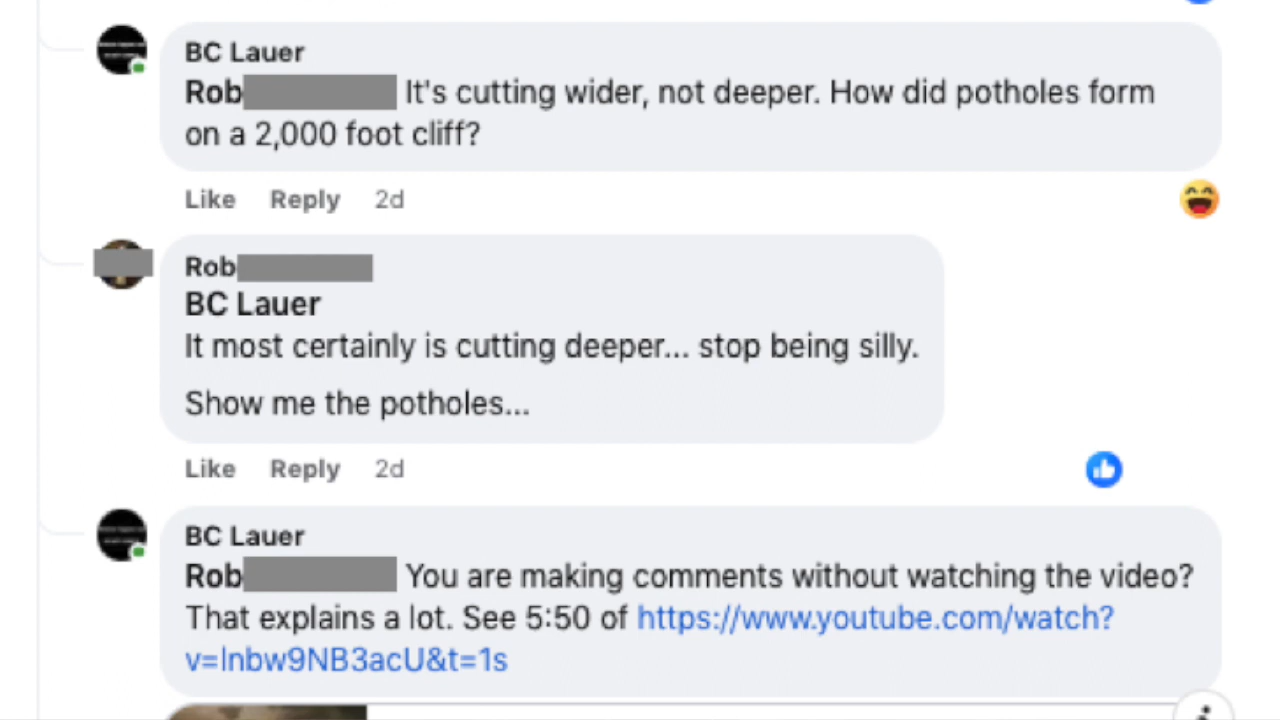 BC Lauer
Rob It's cutting wider, not deeper. How did potholes form
on a 2,000 foot cliff?
Like Reply 2d
Rob
BC Lauer
It most certainly is cutting deeper... stop being silly.
Show me the potholes...
Like Reply 2d
BC Lauer
Rob You are making comments without watching the video?
That explains a lot. See 5:50 of https://www.youtube.com/watch?
v=lnbw9NB3acU&t=1s